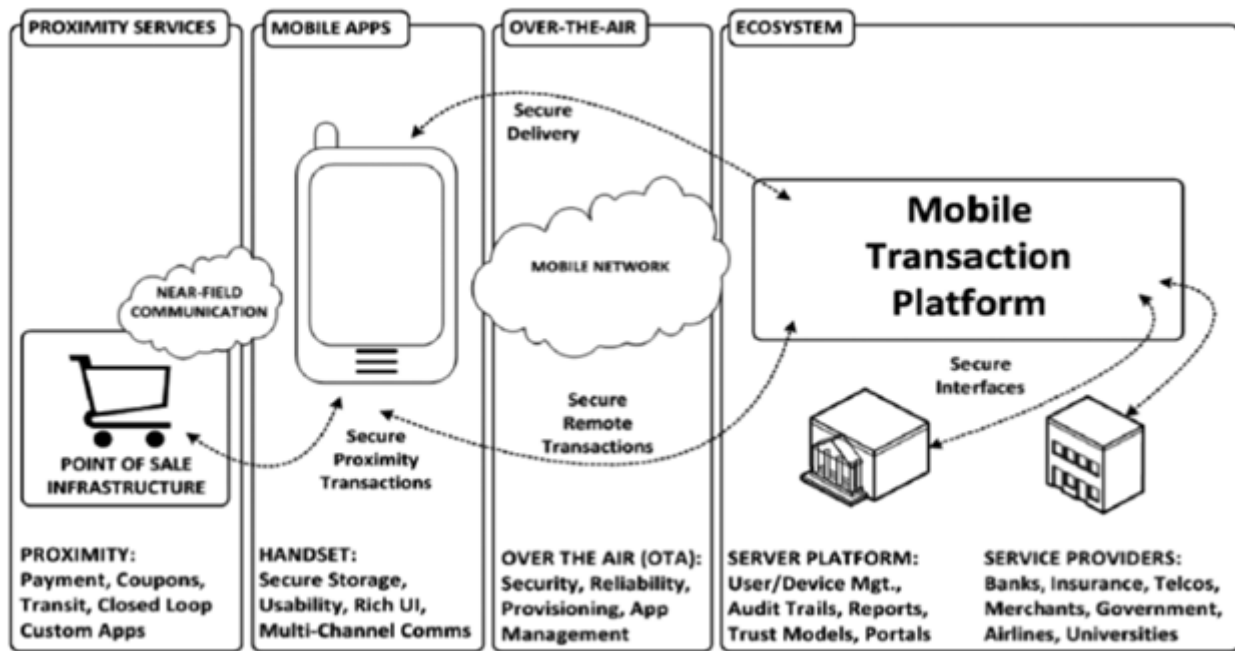 PROXIMITY SERVICES
MOBILE APPS
OVER-THE-AIR
ECOSYSTEM
Secure
Delivery
Mobile
Transaction
Platform
MOBILE NETWORK
NEAR-FIELD
COMMUNICATION
Secure
Interfaces
Secure
Remote
Transactions
Secure
Proximity
Transactions
POINT OF SALE
INFRASTRUCTURE
PROXIMITY:
Payment, Coupons,
Transit, Closed Loop
Custom Apps
HANDSET:
Secure Storage,
Usability, Rich UI,
Multi-Channel Comms
OVER THE AIR (OTA):
Security, Reliability,
Provisioning, App
Management
SERVER PLATFORM:
User/Device Mgt.,
Audit Trails, Reports,
Trust Models, Portals
SERVICE PROVIDERS:
Banks, Insurance, Telcos,
Merchants, Government,
Airlines, Universities